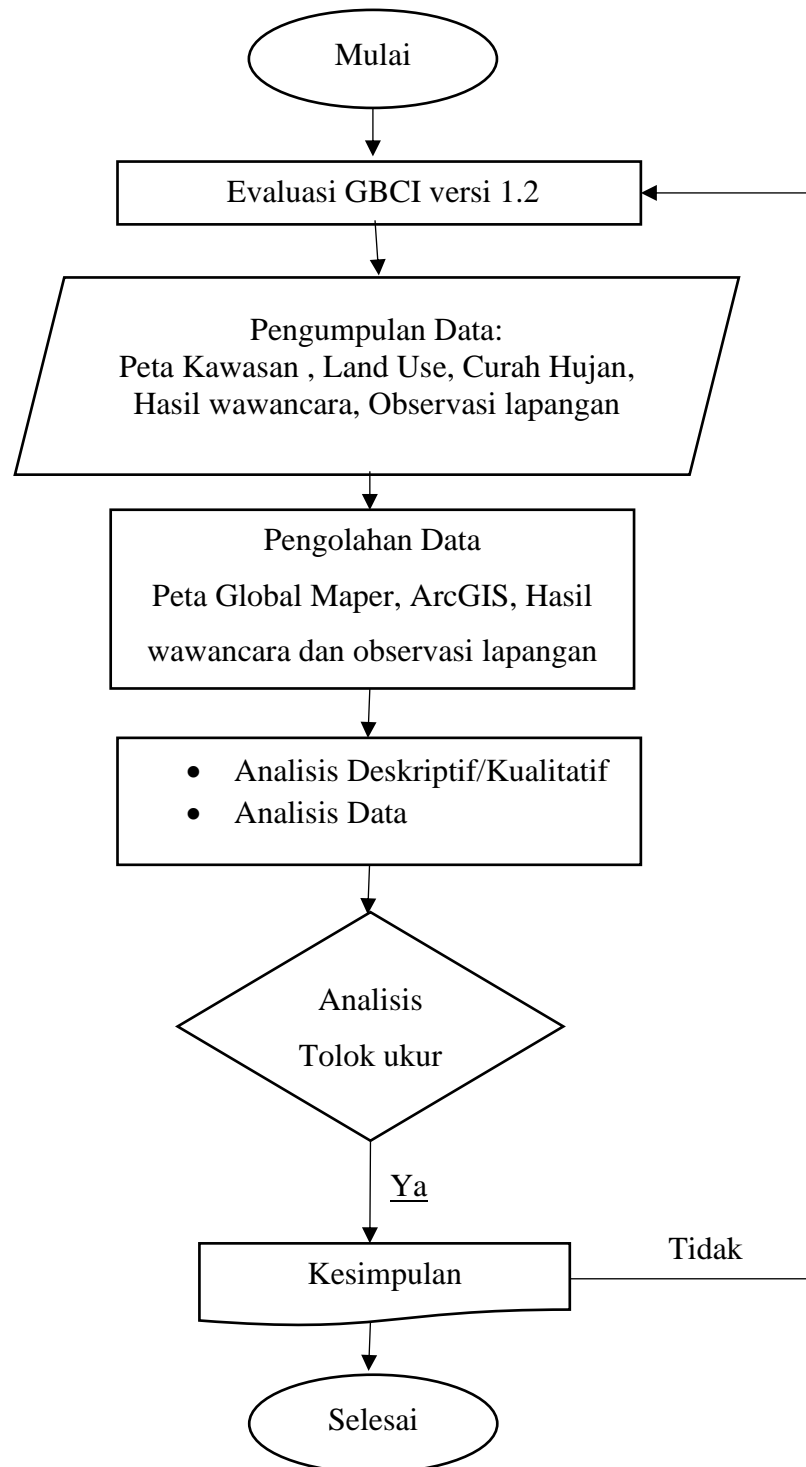 Mulai
Evaluasi GBCI versi 1.2
Pengumpulan Data:
Peta Kawasan , Land Use, Curah Hujan,
Hasil wawancara, Observasi lapangan
Pengolahan Data
Peta Global Maper, ArcGIS, Hasil
wawancara dan observasi lapangan
• Analisis Deskriptif/Kualitatif
• Analisis Data
Analisis
Tolok ukur
Ya
Tidak
Kesimpulan
Selesai